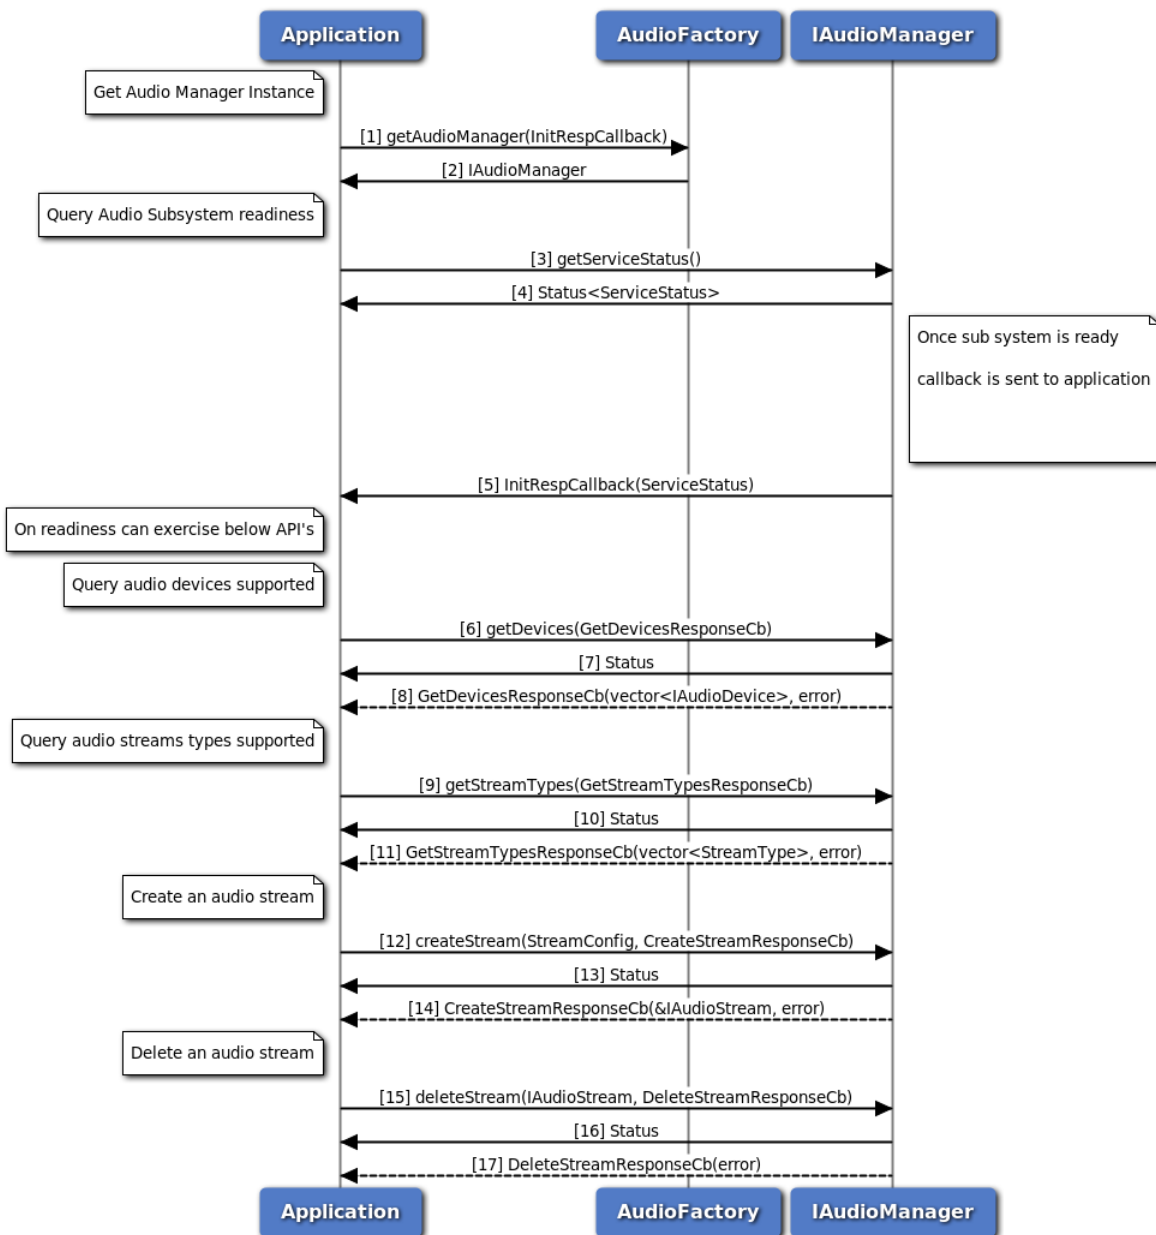 Application
AudioFactory
IAudioManager
Get Audio Manager Instance
[1] getAudioManager(InitRespCallback)
[2] IAudioManager
Query Audio Subsystem readiness
[3] getServiceStatus()
[4] Status<ServiceStatus>
Once sub system is ready
callback is sent to application
[5] InitRespCallback(ServiceStatus)
On readiness can exercise below API's
Query audio devices supported
[6] getDevices(GetDevicesResponseCb)
[7] Status
[8] GetDevicesResponseCb(vector<IAudioDevice>, error)
Query audio streams types supported
[9] getStreamTypes(GetStreamTypesResponseCb)
[10] Status
[11] GetStreamTypesResponseCb(vector<StreamType>, error)
Create an audio stream
[12] createStream(StreamConfig, CreateStreamResponseCb)
[13] Status
[14] CreateStreamResponseCb(&IAudioStream, error)
Delete an audio stream
[15] deleteStream(IAudioStream, DeleteStreamResponseCb)
[16] Status
[17] DeleteStreamResponseCb(error)
Application
AudioFactory
IAudioManager